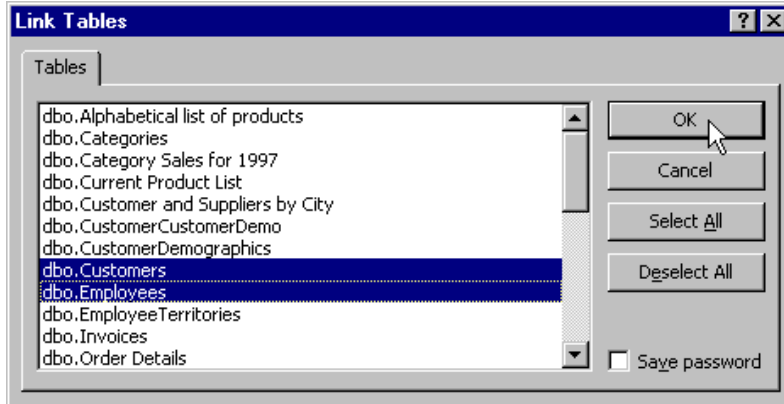 Link Tables
Tables
dbo.Alphabetical list of products
dbo.Categories
dbo.Category Sales for 1997
dbo.Current Product List
dbo.Customer and Suppliers by City
dbo.CustomerCustomerDemo
dbo.CustomerDemographics
dbo.Customers
dbo.Employees
dbo.EmployeeTerritories
dbo.Invoices
dbo.Order Details
OK
Cancel
Select All
Deselect All
Save password